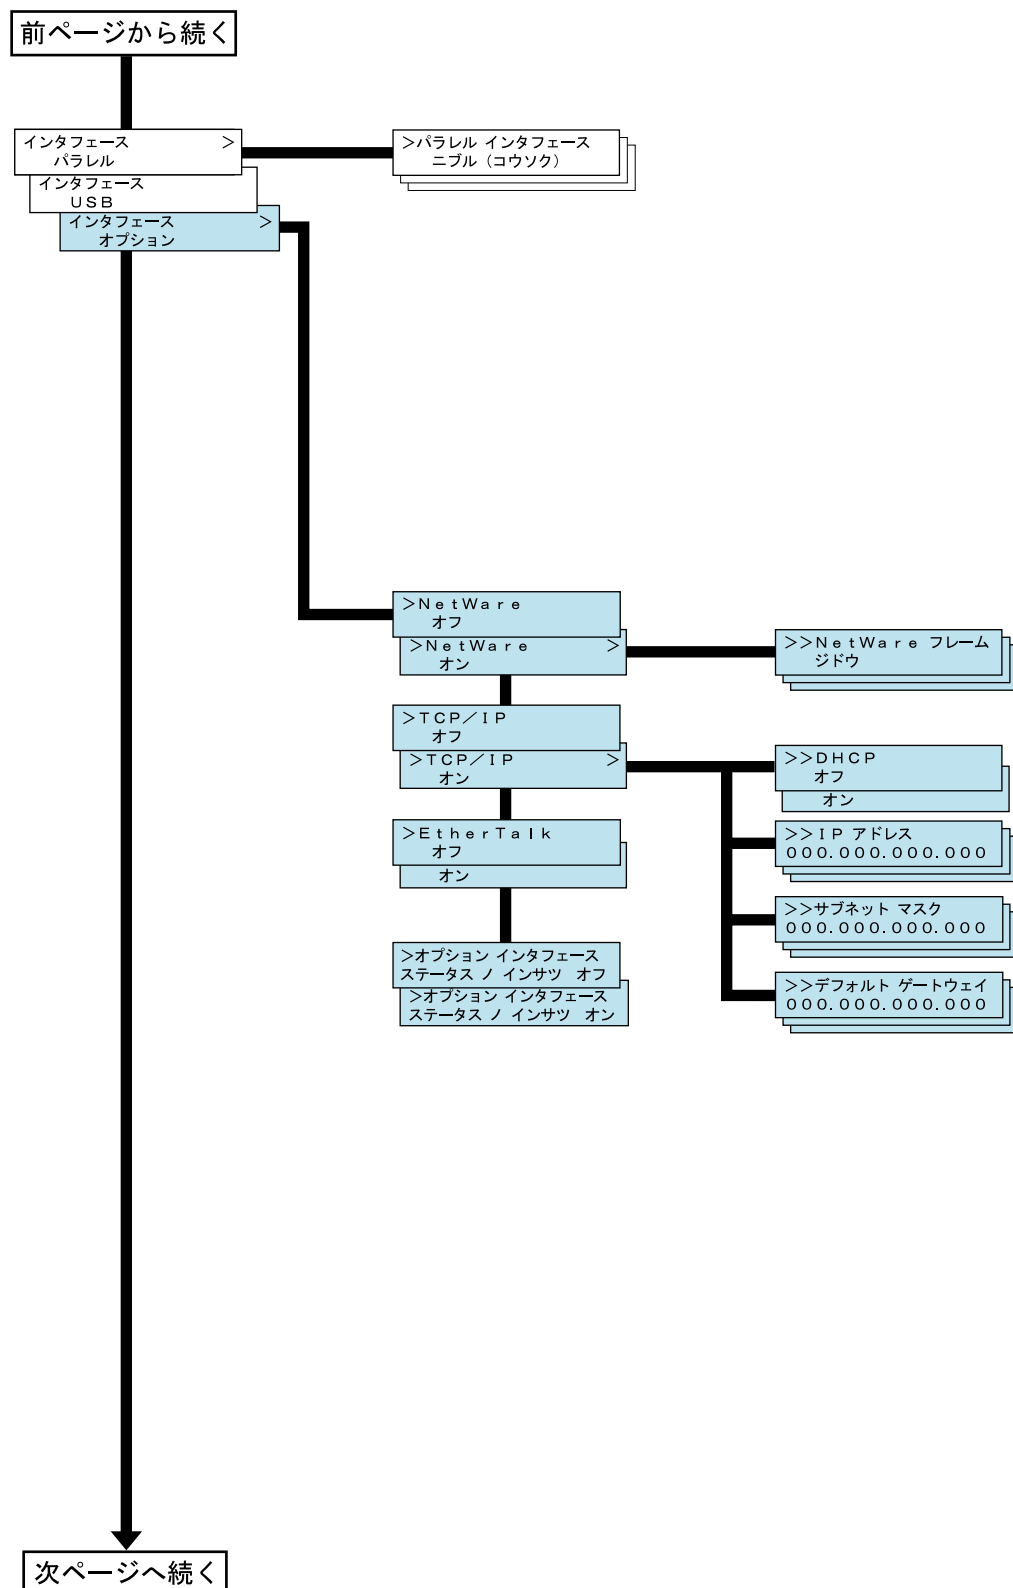 前ページから続く
インタフェース >
パラレル
>パラレル インタフェース
ニブル（コウソク）
インタフェース
USB
インタフェース >
オプション
>NetWare
オフ
>NetWare >
オン
>>NetWare フレーム
ジドウ
>TCP／IP
オフ
>TCP／IP >
オン
>>DHCP
オフ
オン
>>IP アドレス
000.000.000.000
>EtherTalk
オフ
オン
>>サブネット マスク
000.000.000.000
>オプション インタフェース
ステータス ノ インサツ オフ
>オプション インタフェース
ステータス ノ インサツ オン
>>デフォルト ゲートウェイ
000.000.000.000
次ページへ続く